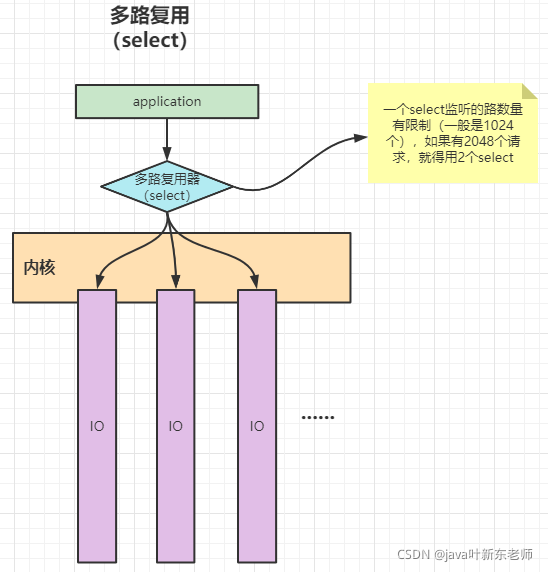 多路复用
（select）
application
多路复用器
（select）
一个select监听的路数量
有限制（一般是1024
个），如果有2048个请
求，就得用2个select
内核
IO
IO
IO
......
CSDN @java叶新东老师